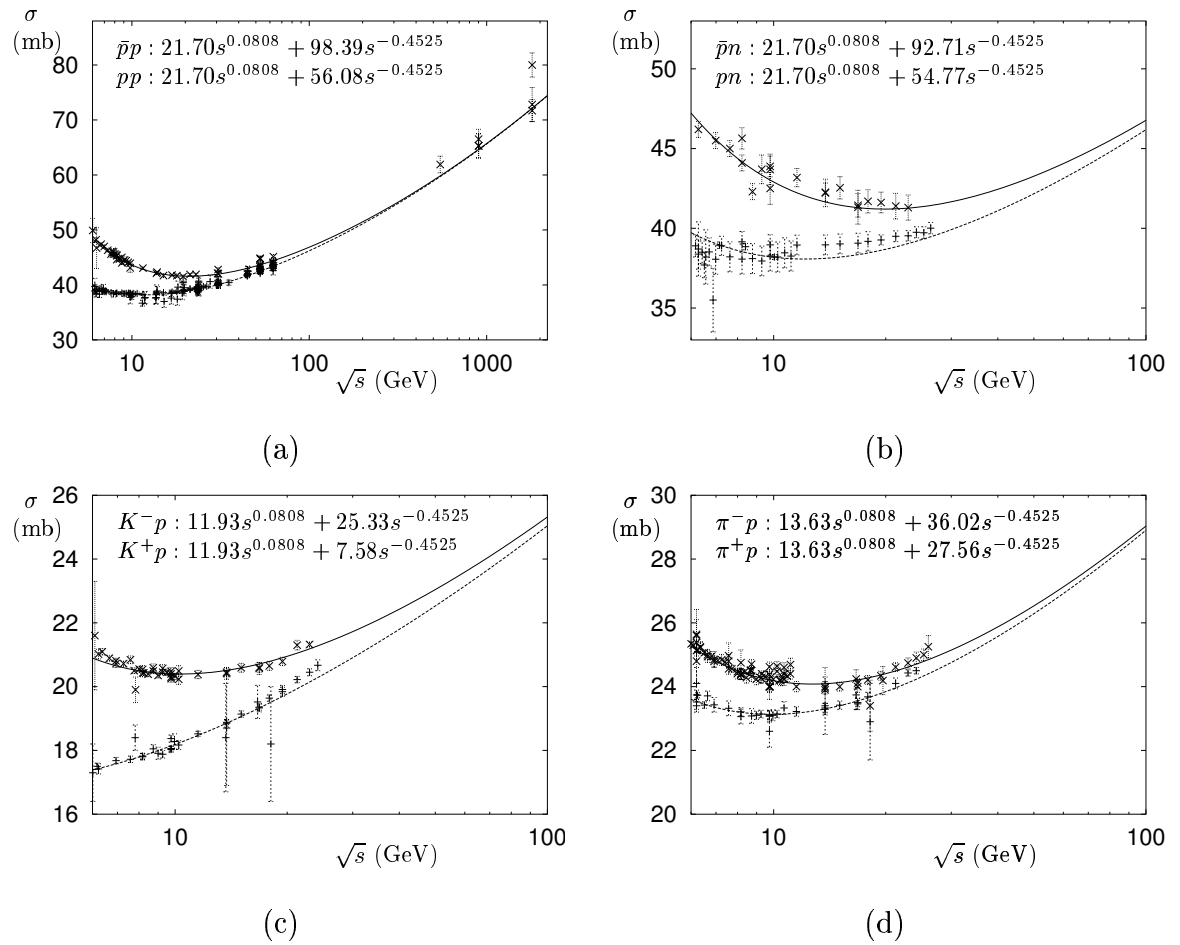 σ
(mb)
p̄p : 21.70s^0.0808 + 98.39s^−0.4525
pp : 21.70s^0.0808 + 56.08s^−0.4525
80
70
60
50
40
30
10 100 1000
√s (GeV)
(a)
σ
(mb)
p̄n : 21.70s^0.0808 + 92.71s^−0.4525
pn : 21.70s^0.0808 + 54.77s^−0.4525
50
45
40
35
10 100
√s (GeV)
(b)
σ
(mb)
K⁻p : 11.93s^0.0808 + 25.33s^−0.4525
K⁺p : 11.93s^0.0808 + 7.58s^−0.4525
26
24
22
20
18
16
10 100
√s (GeV)
(c)
σ
(mb)
π⁻p : 13.63s^0.0808 + 36.02s^−0.4525
π⁺p : 13.63s^0.0808 + 27.56s^−0.4525
30
28
26
24
22
20
10 100
√s (GeV)
(d)